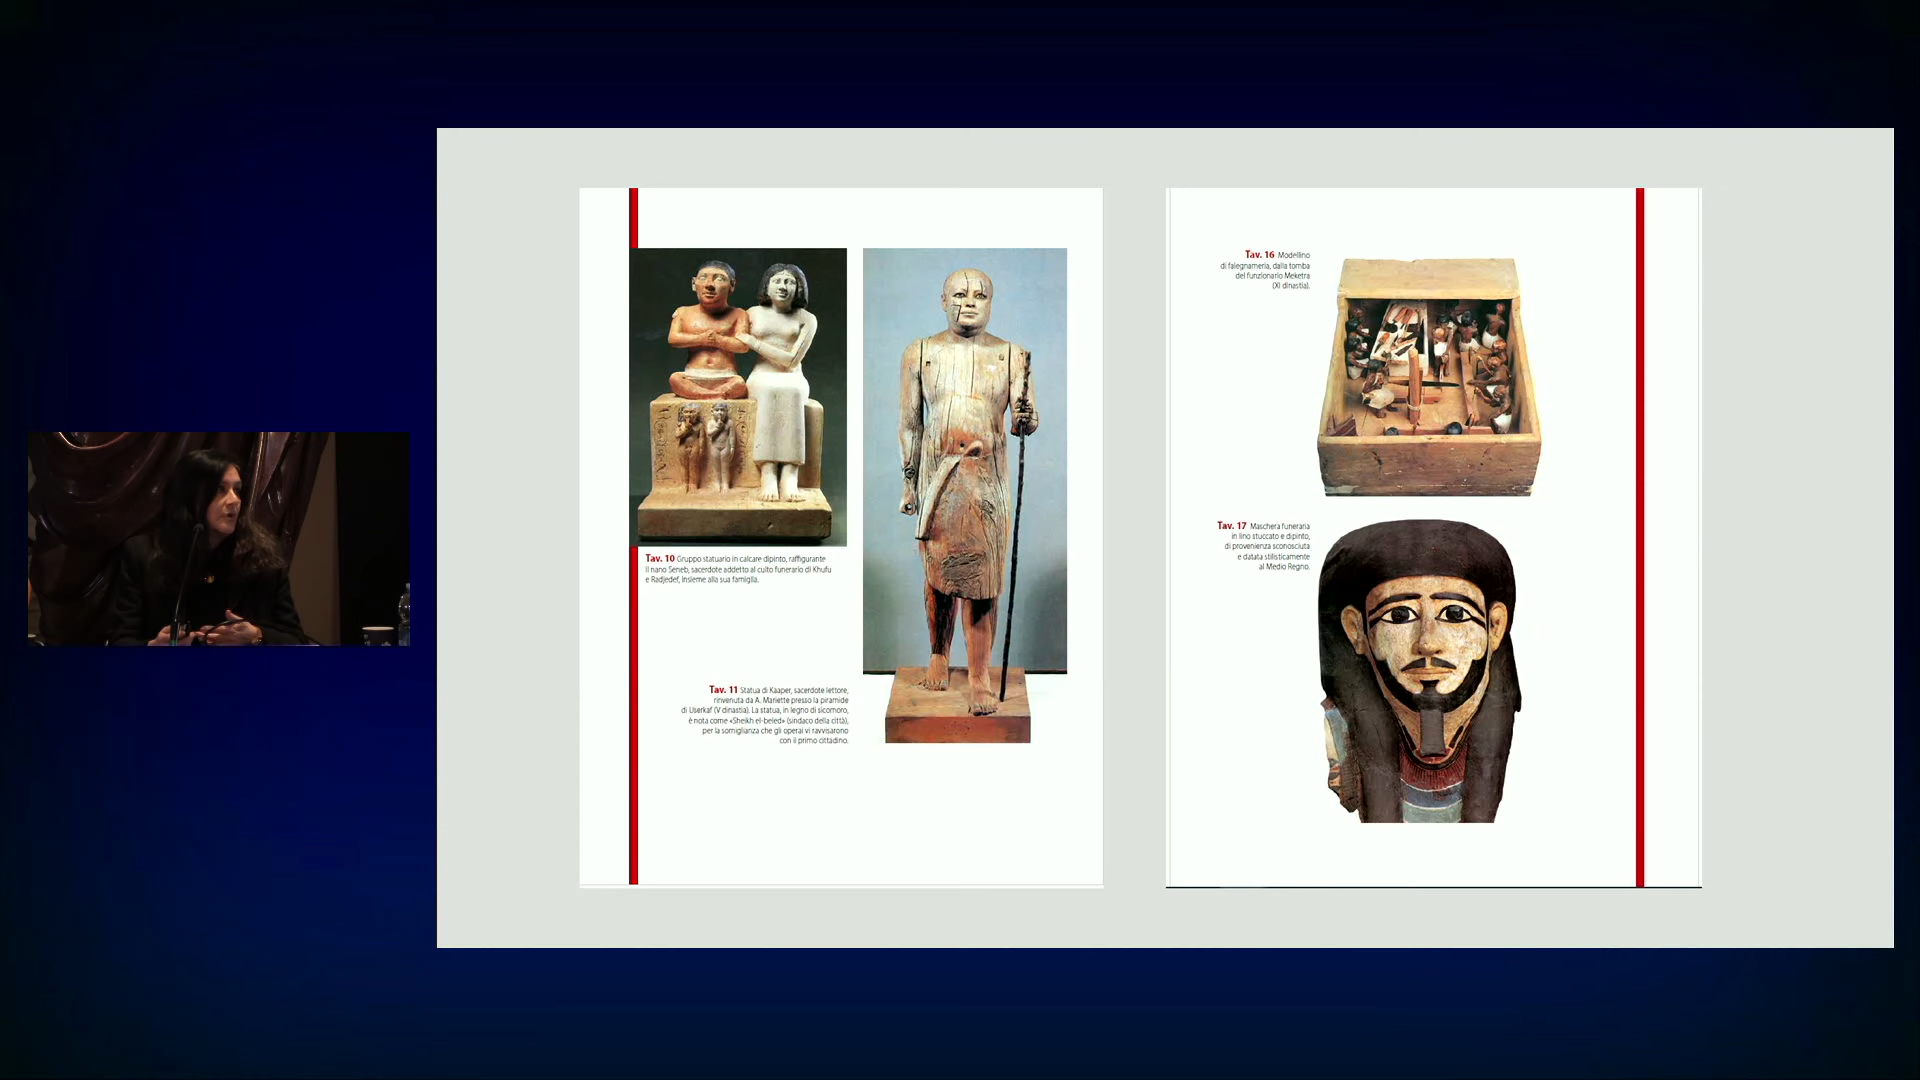 Tav. 10 Gruppo statuario in calcare dipinto, raffigurante
il nano Seneb, sacerdote addetto al culto funerario di Khufu
e Radjedef, insieme alla sua famiglia.
Tav. 11 Statua di Kaaper, sacerdote lettore,
rinvenuta da A. Mariette presso la piramide
di Userkaf (V dinastia). La statua, in legno di sicomoro,
è nota come «Sheikh el-beled» (sindaco della città),
per la somiglianza che gli operai vi ravvisarono
con il primo cittadino.
Tav. 16 Modellino
di falegnameria, dalla tomba
del funzionario Meketra
(XI dinastia).
Tav. 17 Maschera funeraria
in lino stuccato e dipinto,
di provenienza sconosciuta
e datata stilisticamente
al Medio Regno.